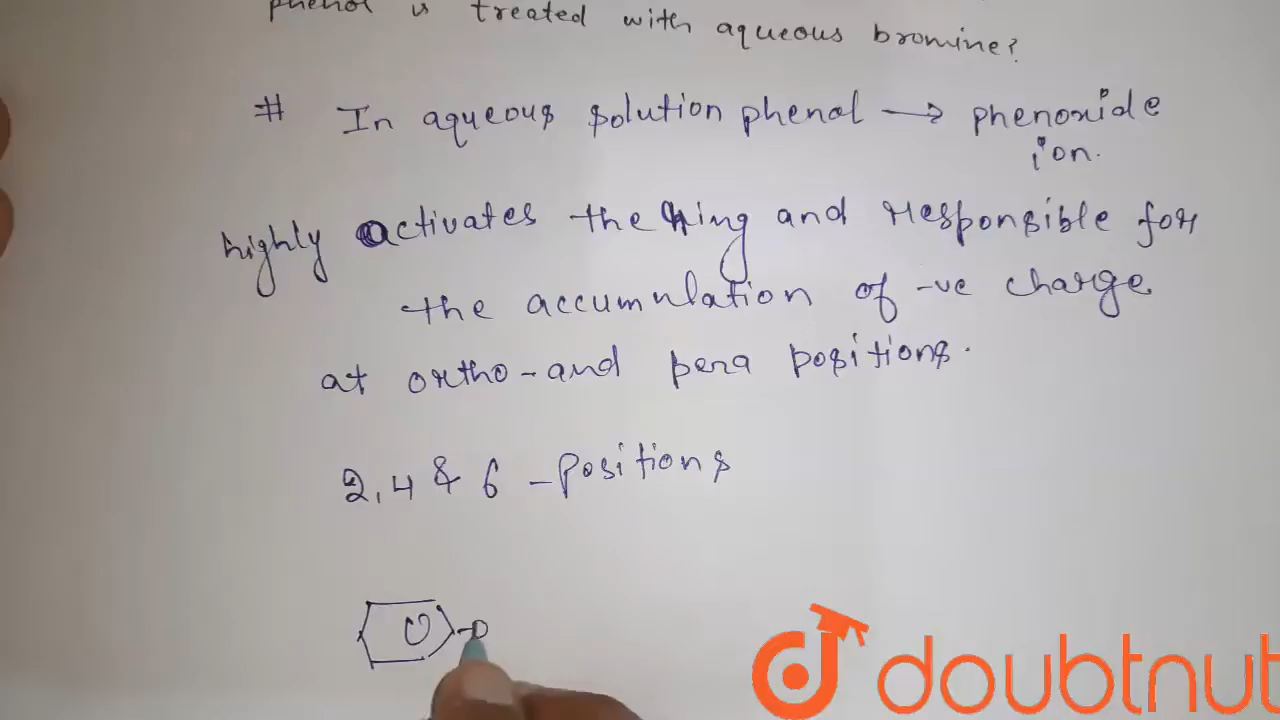 phenol is treated with aqueous bromine?
# In aqueous solution phenol → phenoxide
ion.
highly activates the ring and responsible for
the accumulation of -ve charge
at ortho- and pera positions.
2,4 & 6 - positions
doubtnut